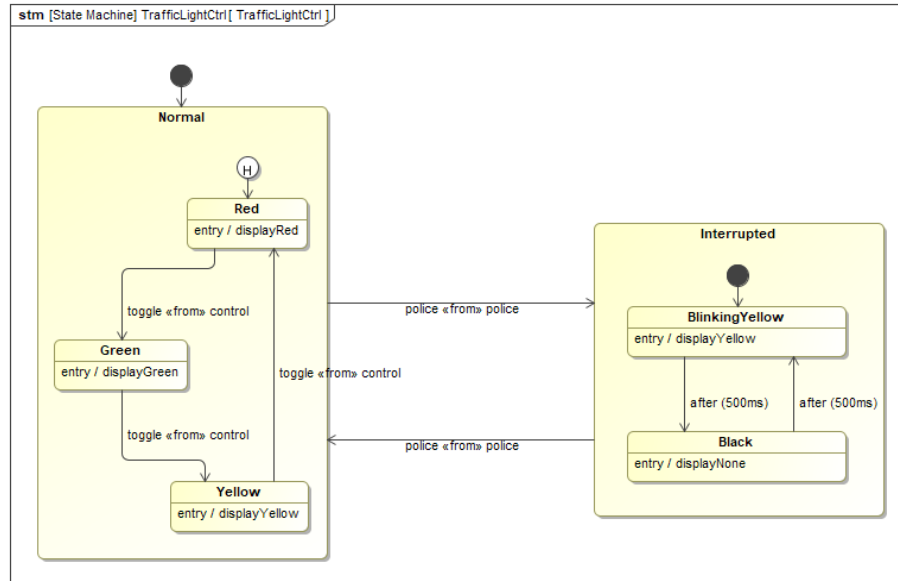 stm [State Machine] TrafficLightCtrl[ TrafficLightCtrl ]
Normal
H
Red
entry / displayRed
toggle «from» control
Green
entry / displayGreen
toggle «from» control
toggle «from» control
Yellow
entry / displayYellow
police «from» police
police «from» police
Interrupted
BlinkingYellow
entry / displayYellow
after (500ms)
after (500ms)
Black
entry / displayNone